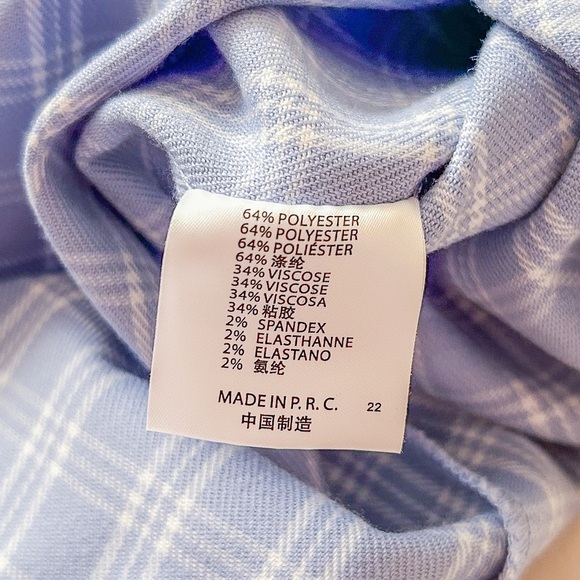 64% POLYESTER
64% POLYESTER
64% POLIÉSTER
64% 涤纶
34% VISCOSE
34% VISCOSE
34% VISCOSA
34% 粘胶
2% SPANDEX
2% ELASTHANNE
2% ELASTANO
2% 氨纶
MADE IN P. R. C. 22
中国制造